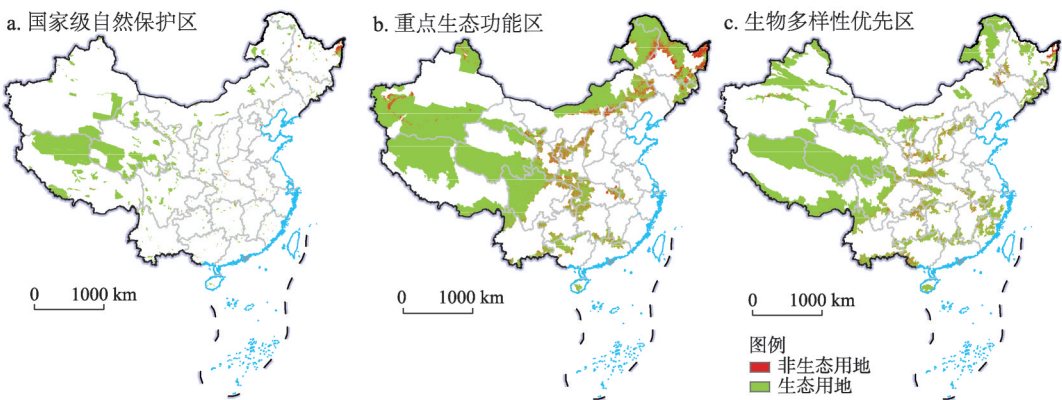 a. 国家级自然保护区
b. 重点生态功能区
c. 生物多样性优先区
0 1000 km
0 1000 km
0 1000 km
图例
非生态用地
生态用地